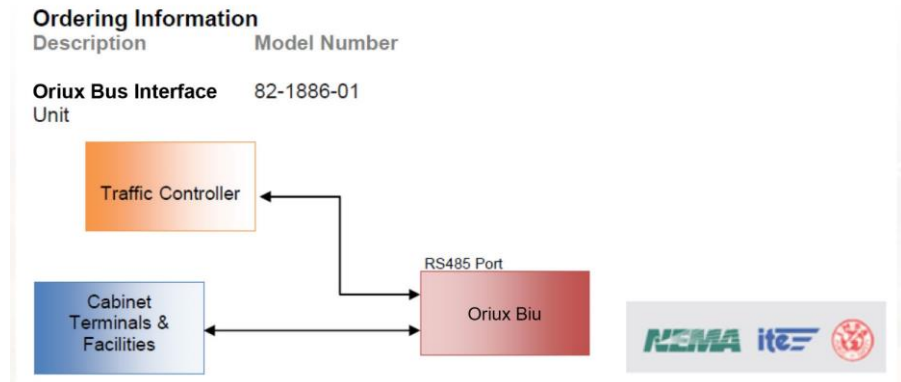 Ordering Information
Description Model Number
Oriux Bus Interface 82-1886-01
Unit
Traffic Controller
RS485 Port
Cabinet
Terminals &
Facilities
Oriux Biu
NEMA ite